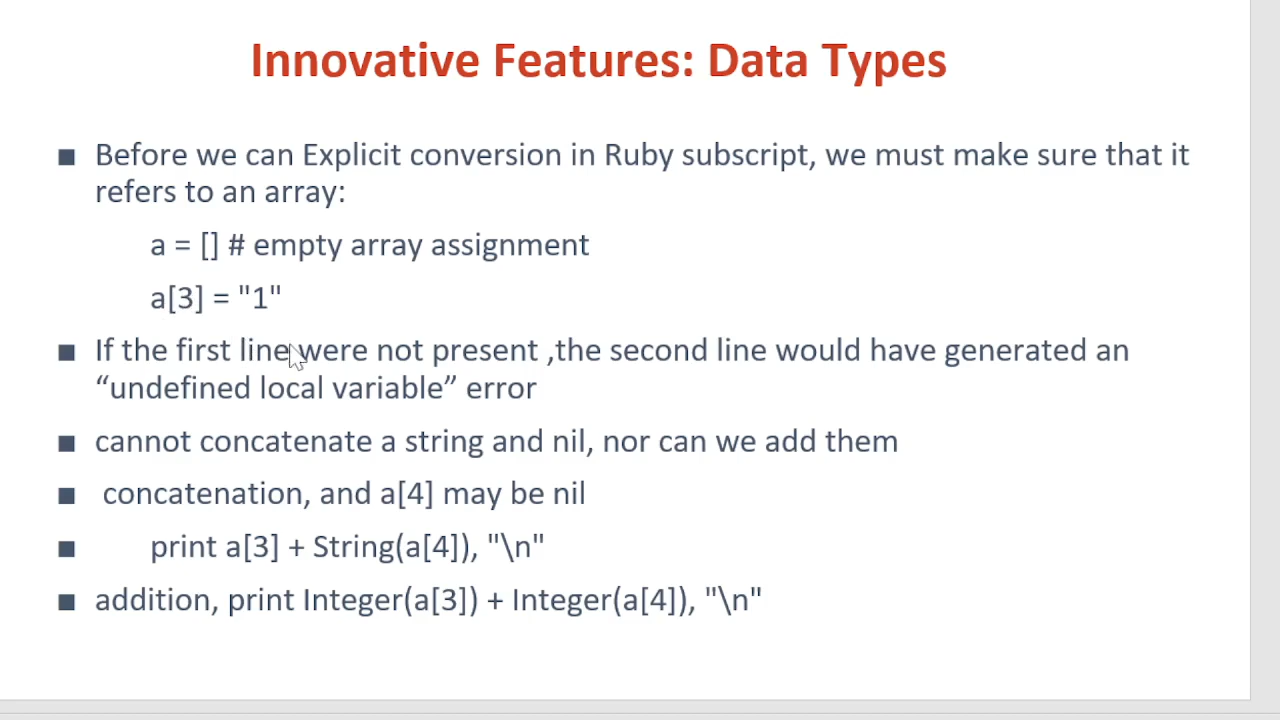 Innovative Features: Data Types
Before we can Explicit conversion in Ruby subscript, we must make sure that it
refers to an array:
a = [] # empty array assignment
a[3] = "1"
If the first line were not present ,the second line would have generated an
“undefined local variable” error
cannot concatenate a string and nil, nor can we add them
concatenation, and a[4] may be nil
print a[3] + String(a[4]), "\n"
addition, print Integer(a[3]) + Integer(a[4]), "\n"